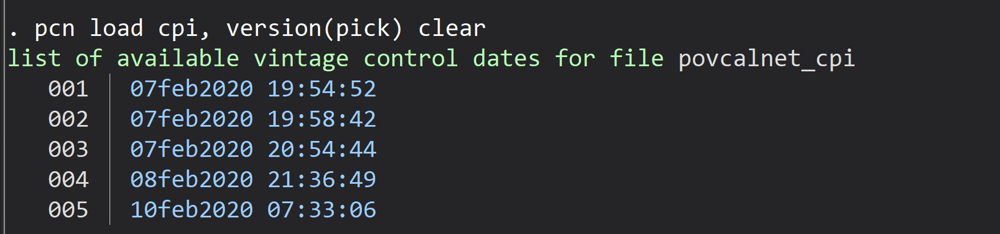 . pcn load cpi, version(pick) clear
list of available vintage control dates for file povcalnet_cpi
001 07feb2020 19:54:52
002 07feb2020 19:58:42
003 07feb2020 20:54:44
004 08feb2020 21:36:49
005 10feb2020 07:33:06